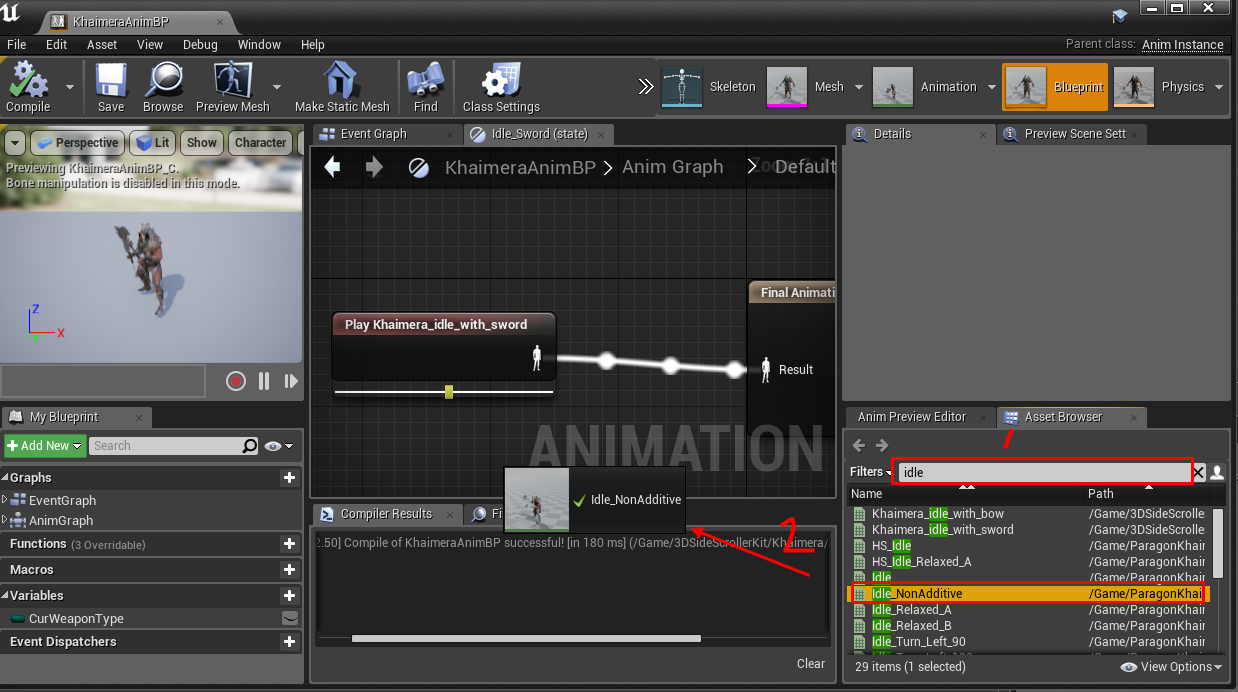 KhaimeraAnimBP
File Edit Asset View Debug Window Help
Parent class: Anim Instance
Compile
Save
Browse
Preview Mesh
Make Static Mesh
Find
Class Settings
Skeleton
Mesh
Animation
Blueprint
Physics
Perspective
Lit
Show
Character
Previewing KhaimeraAnimBP_C.
Bone manipulation is disabled in this mode.
Z
X
Y
Event Graph
Idle_Sword (state)
KhaimeraAnimBP > Anim Graph > Default
Play Khaimera_idle_with_sword
Final Animati
Result
ANIMATION
Idle_NonAdditive
2
Compiler Results
Fi
2.50] Compile of KhaimeraAnimBP successful! [in 180 ms] (/Game/3DSideScrollerKit/Khaimera/
Clear
My Blueprint
Add New
Search
Graphs
EventGraph
AnimGraph
Functions (3 Overridable)
Macros
Variables
CurWeaponType
Event Dispatchers
Details
Preview Scene Sett
Anim Preview Editor
Asset Browser
1
Filters
idle
Name Path
Khaimera_idle_with_bow /Game/3DSideScrolle
Khaimera_idle_with_sword /Game/3DSideScrolle
HS_Idle /Game/ParagonKhair
HS_Idle_Relaxed_A /Game/ParagonKhair
Idle /Game/ParagonKhair
Idle_NonAdditive /Game/ParagonKhai
Idle_Relaxed_A /Game/ParagonKhair
Idle_Relaxed_B /Game/ParagonKhair
Idle_Turn_Left_90 /Game/ParagonKhair
29 items (1 selected)
View Options